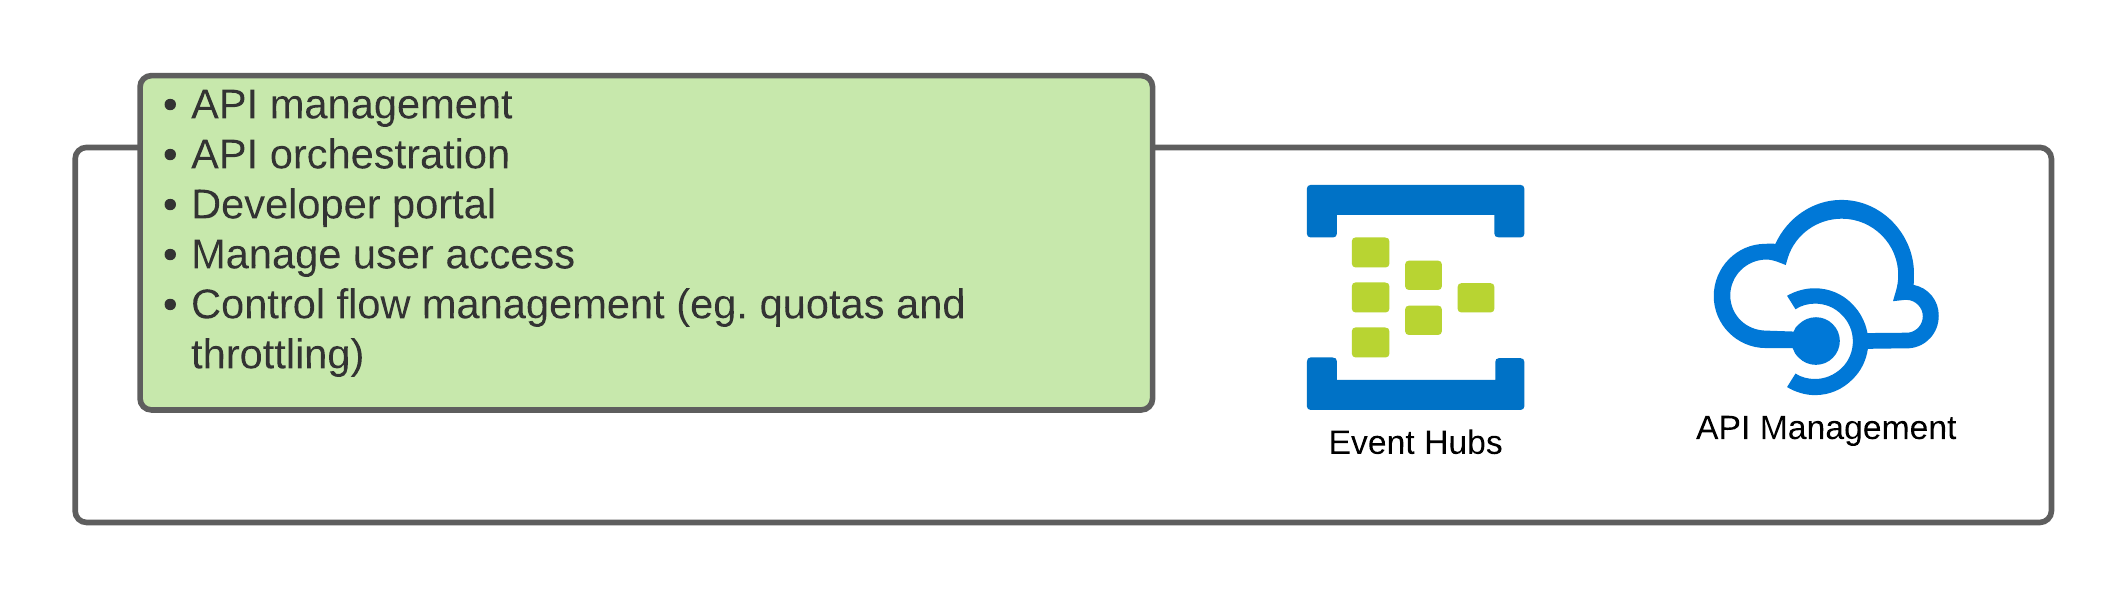 • API management
• API orchestration
• Developer portal
• Manage user access
• Control flow management (eg. quotas and
throttling)
Event Hubs
API Management